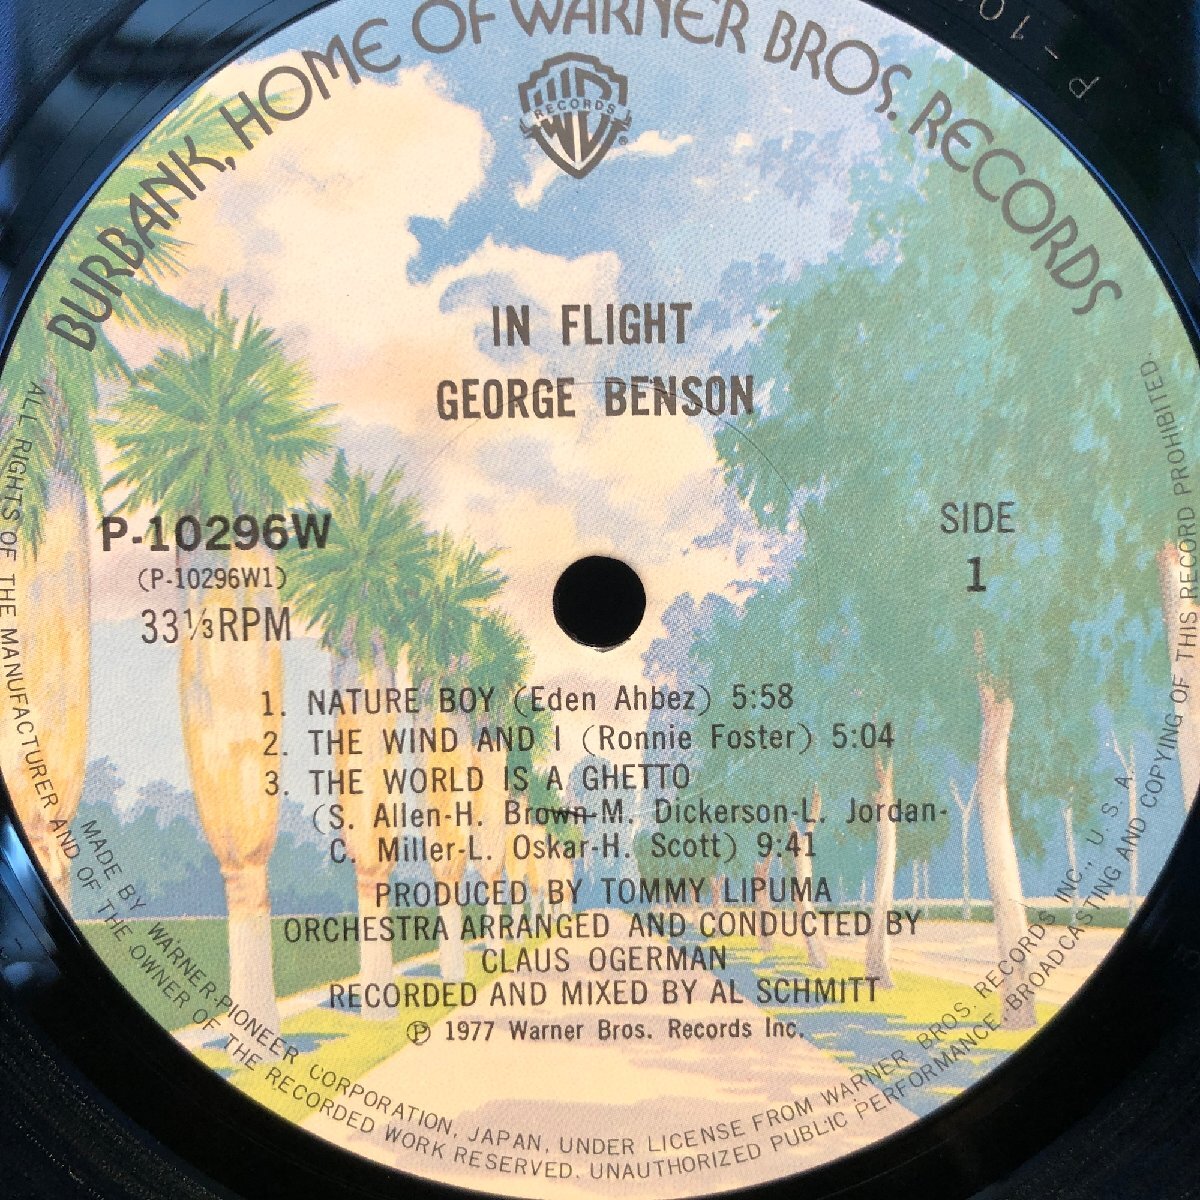 BURBANK, HOME OF WARNER BROS. RECORDS
RECORDS
IN FLIGHT
GEORGE BENSON
P-10296W
(P-10296W1)
33⅓RPM
SIDE
1
1. NATURE BOY (Eden Ahbez) 5:58
2. THE WIND AND I (Ronnie Foster) 5:04
3. THE WORLD IS A GHETTO
(S. Allen-H. Brown-M. Dickerson-L. Jordan-
C. Miller-L. Oskar-H. Scott) 9:41
PRODUCED BY TOMMY LIPUMA
ORCHESTRA ARRANGED AND CONDUCTED BY
CLAUS OGERMAN
RECORDED AND MIXED BY AL SCHMITT
Ⓟ 1977 Warner Bros. Records Inc.
MADE BY WARNER-PIONEER CORPORATION, JAPAN, UNDER LICENSE FROM WARNER BROS. RECORDS INC., U. S. A.
ALL RIGHTS OF THE MANUFACTURER AND OF THE OWNER OF THE RECORDED WORK RESERVED. UNAUTHORIZED PUBLIC PERFORMANCE. BROADCASTING AND COPYING OF THIS RECORD PROHIBITED.